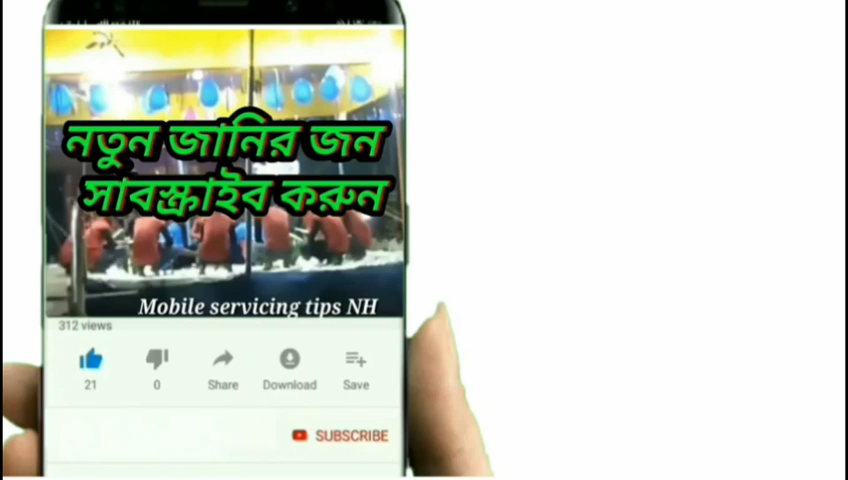 নতুন জানির জন
সাবস্ক্রাইব করুন
Mobile servicing tips NH
312 views
21
0
Share
Download
Save
SUBSCRIBE